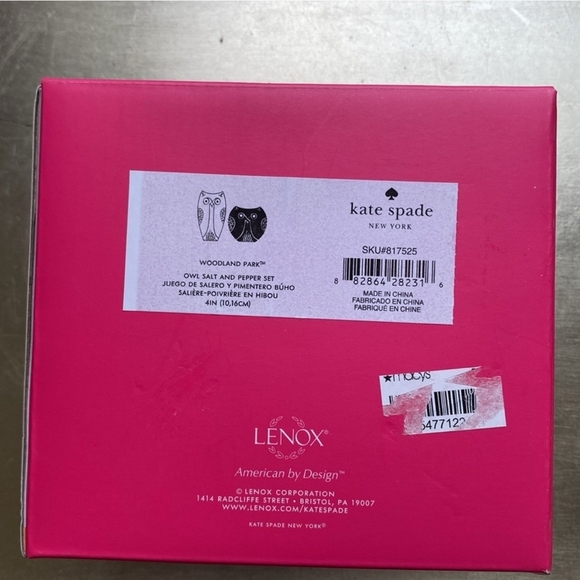 kate spade
NEW YORK
SKU#817525
8 82864 28231 6
MADE IN CHINA
FABRICADO EN CHINA
FABRIQUÉ EN CHINE
WOODLAND PARK™
OWL SALT AND PEPPER SET
JUEGO DE SALERO Y PIMENTERO BÚHO
SALIÈRE-POIVRIÈRE EN HIBOU
4IN (10,16CM)
★macys
LENOX®
American by Design™
© LENOX CORPORATION
1414 RADCLIFFE STREET • BRISTOL, PA 19007
WWW.LENOX.COM/KATESPADE
KATE SPADE NEW YORK®